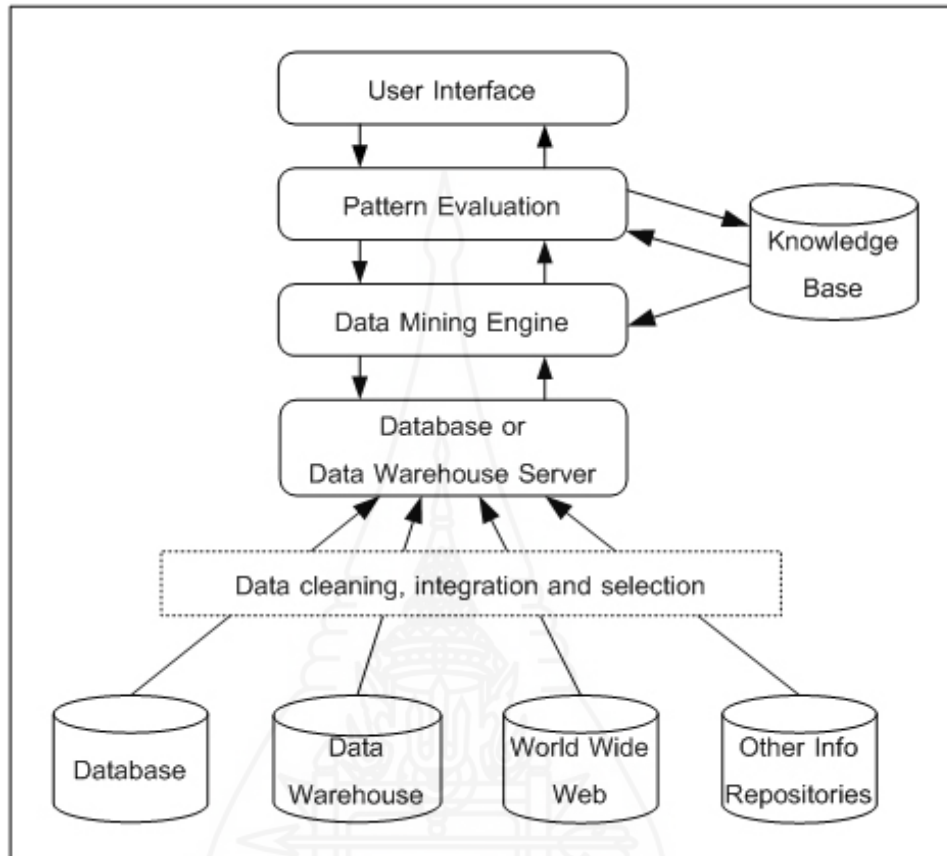 User Interface
Pattern Evaluation
Knowledge
Base
Data Mining Engine
Database or
Data Warehouse Server
Data cleaning, integration and selection
Database
Data
Warehouse
World Wide
Web
Other Info
Repositories